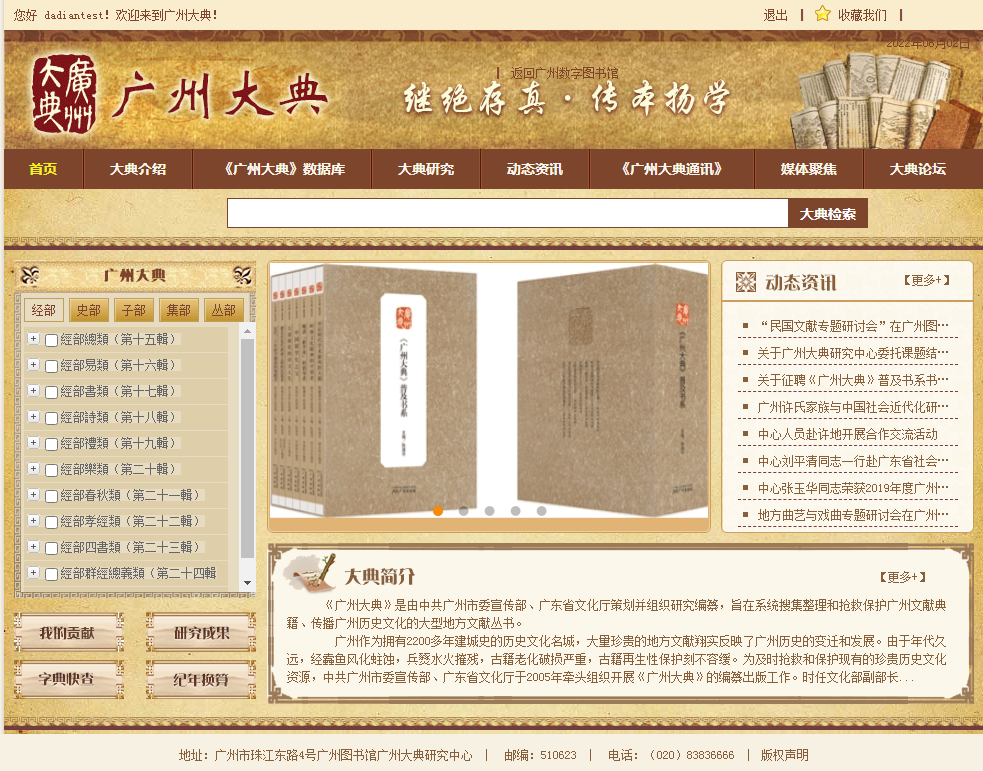 您好 dadiantest！欢迎来到广州大典！
退出 | 收藏我们 |
2022年08月02日
廣州大典
广州大典
| 返回广州数字图书馆
继绝存真·传本扬学
首页 大典介绍 《广州大典》数据库 大典研究 动态资讯 《广州大典通讯》 媒体聚焦 大典论坛
大典检索
广州大典
经部 史部 子部 集部 丛部
經部總類（第十五輯）
經部易類（第十六輯）
經部書類（第十七輯）
經部詩類（第十八輯）
經部禮類（第十九輯）
經部樂類（第二十輯）
經部春秋類（第二十一輯）
經部孝經類（第二十二輯）
經部四書類（第二十三輯）
經部群經總義類（第二十四輯
我的贡献 研究成果
字典快查 纪年换算
《广州大典》普及书系
《广州大典》普及书系
动态资讯 【更多+】
“民国文献专题研讨会”在广州图…
关于广州大典研究中心委托课题结…
关于征聘《广州大典》普及书系书…
广州许氏家族与中国社会近代化研…
中心人员赴许地开展合作交流活动
中心刘平清同志一行赴广东省社会…
中心张玉华同志荣获2019年度广州…
地方曲艺与戏曲专题研讨会在广州…
大典简介 【更多+】
《广州大典》是由中共广州市委宣传部、广东省文化厅策划并组织研究编纂，旨在系统搜集整理和抢救保护广州文献典
籍、传播广州历史文化的大型地方文献丛书。
广州作为拥有2200多年建城史的历史文化名城，大量珍贵的地方文献翔实反映了广州历史的变迁和发展。由于年代久
远，经蠹鱼风化蛀蚀，兵燹水火摧残，古籍老化破损严重，古籍再生性保护刻不容缓。为及时抢救和保护现有的珍贵历史文化
资源，中共广州市委宣传部、广东省文化厅于2005年牵头组织开展《广州大典》的编纂出版工作。时任文化部副部长...
地址：广州市珠江东路4号广州图书馆广州大典研究中心 | 邮编：510623 | 电话：（020）83836666 | 版权声明